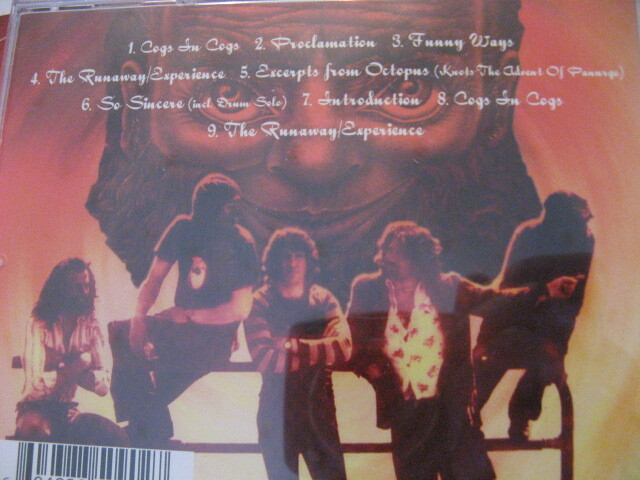 1. Cogs In Cogs 2. Proclamation 3. Funny Ways
4. The Runaway/Experience 5. Excerpts from Octopus (Knots The Advent Of Panurge)
6. So Sincere (incl. Drum Solo) 7. Introduction 8. Cogs In Cogs
9. The Runaway/Experience